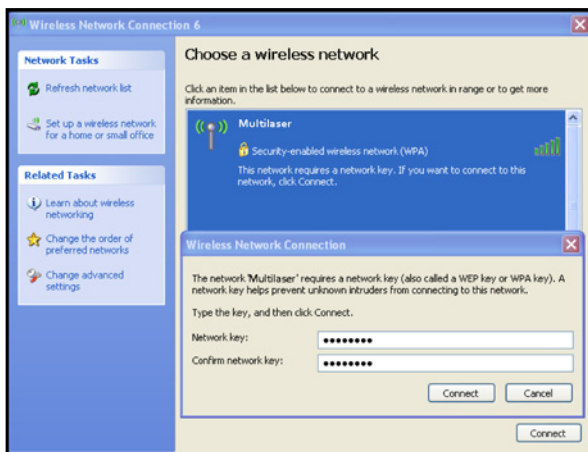 Wireless Network Connection 6
Network Tasks
Refresh network list
Set up a wireless network
for a home or small office
Related Tasks
Learn about wireless
networking
Change the order of
preferred networks
Change advanced
settings
Choose a wireless network
Click an item in the list below to connect to a wireless network in range or to get more
information.
Multilaser
Security-enabled wireless network (WPA)
This network requires a network key. If you want to connect to this
network, click Connect.
Wireless Network Connection
The network 'Multilaser' requires a network key (also called a WEP key or WPA key). A
network key helps prevent unknown intruders from connecting to this network.
Type the key, and then click Connect.
Network key: ••••••••
Confirm network key: ••••••••
Connect Cancel
Connect